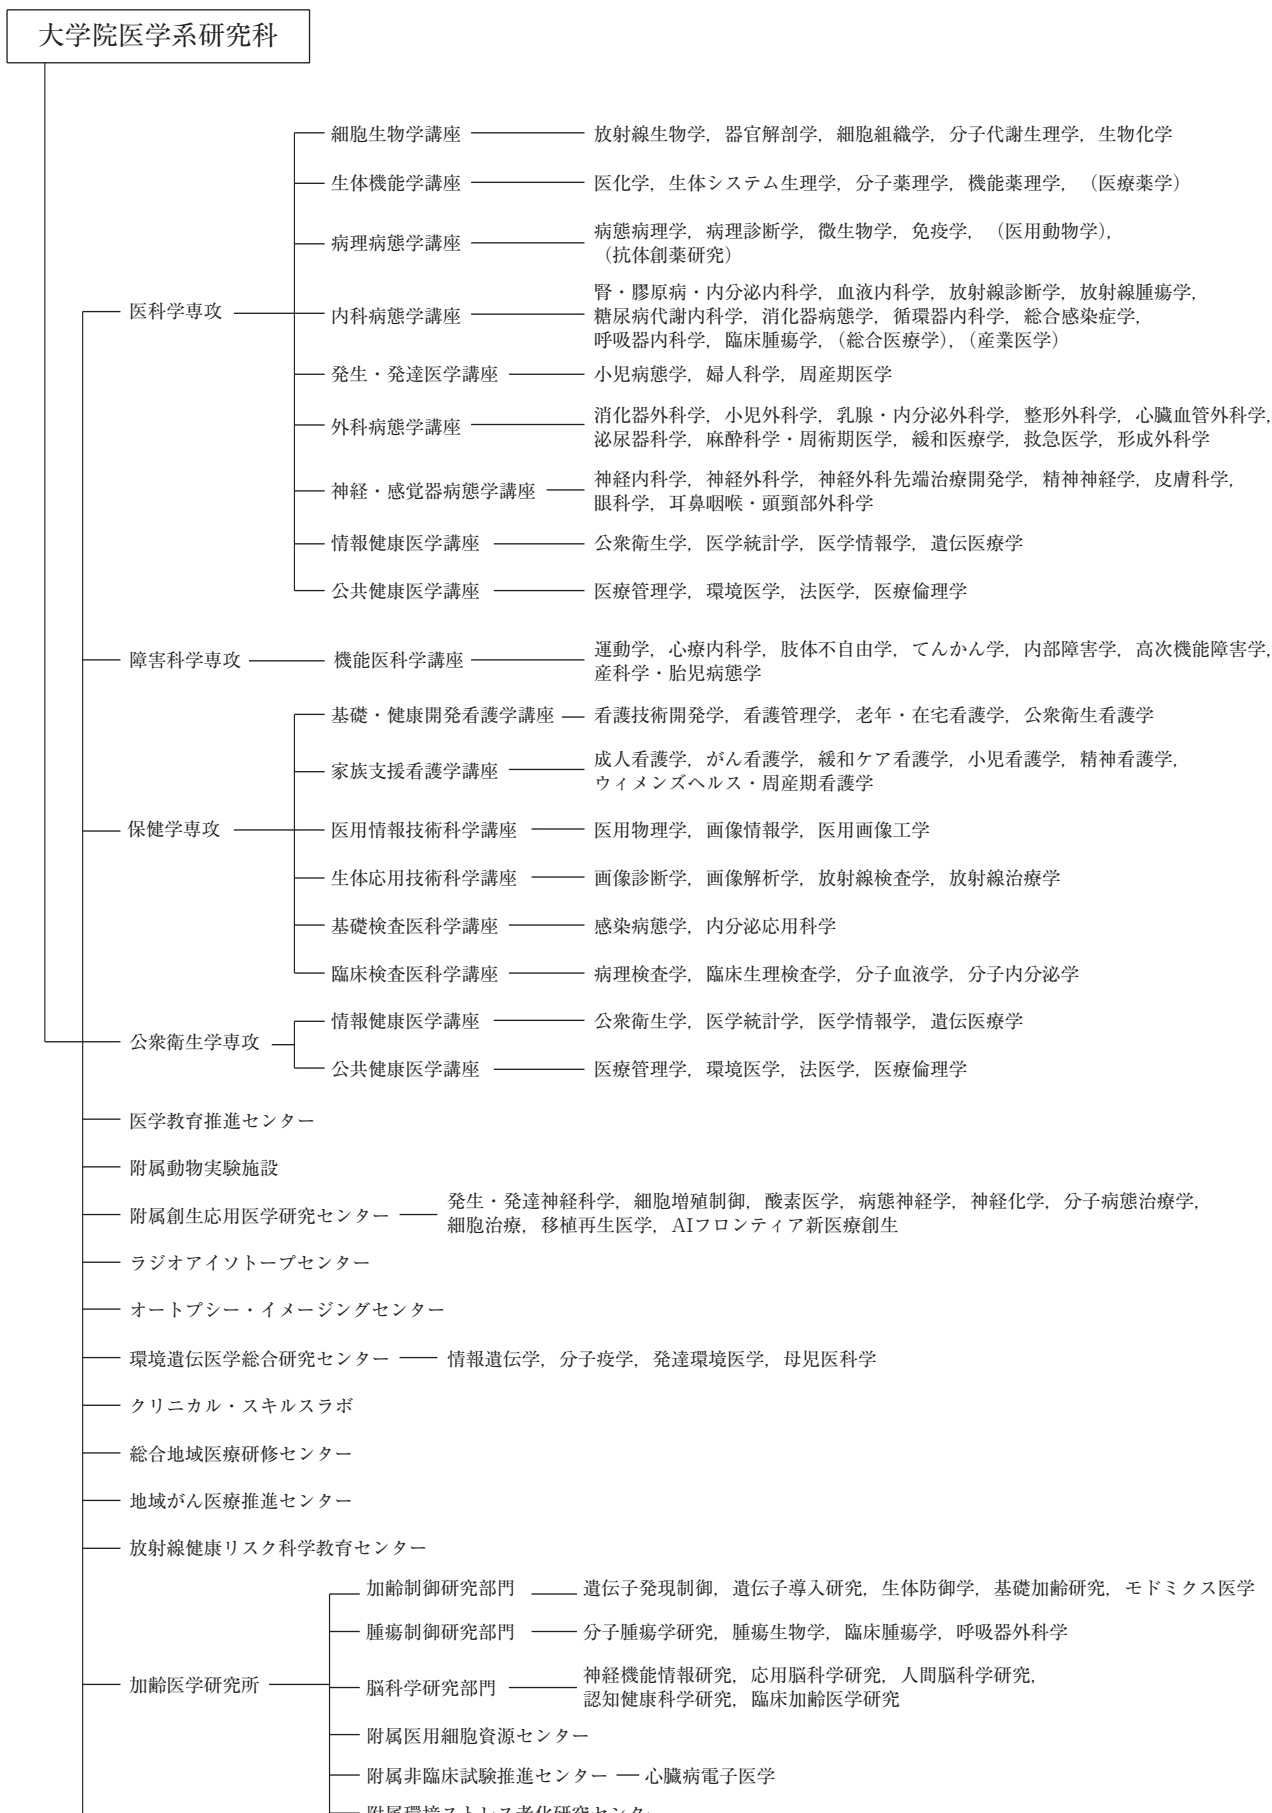 大学院医学系研究科
医科学専攻
細胞生物学講座
放射線生物学，器官解剖学，細胞組織学，分子代謝生理学，生物化学
生体機能学講座
医化学，生体システム生理学，分子薬理学，機能薬理学，（医療薬学）
病理病態学講座
病態病理学，病理診断学，微生物学，免疫学，（医用動物学），
（抗体創薬研究）
内科病態学講座
腎・膠原病・内分泌内科学，血液内科学，放射線診断学，放射線腫瘍学，
糖尿病代謝内科学，消化器病態学，循環器内科学，総合感染症学，
呼吸器内科学，臨床腫瘍学，（総合医療学），（産業医学）
発生・発達医学講座
小児病態学，婦人科学，周産期医学
外科病態学講座
消化器外科学，小児外科学，乳腺・内分泌外科学，整形外科学，心臓血管外科学，
泌尿器科学，麻酔科学・周術期医学，緩和医療学，救急医学，形成外科学
神経・感覚器病態学講座
神経内科学，神経外科学，神経外科先端治療開発学，精神神経学，皮膚科学，
眼科学，耳鼻咽喉・頭頸部外科学
情報健康医学講座
公衆衛生学，医学統計学，医学情報学，遺伝医療学
公共健康医学講座
医療管理学，環境医学，法医学，医療倫理学
障害科学専攻
機能医科学講座
運動学，心療内科学，肢体不自由学，てんかん学，内部障害学，高次機能障害学，
産科学・胎児病態学
保健学専攻
基礎・健康開発看護学講座
看護技術開発学，看護管理学，老年・在宅看護学，公衆衛生看護学
家族支援看護学講座
成人看護学，がん看護学，緩和ケア看護学，小児看護学，精神看護学，
ウィメンズヘルス・周産期看護学
医用情報技術科学講座
医用物理学，画像情報学，医用画像工学
生体応用技術科学講座
画像診断学，画像解析学，放射線検査学，放射線治療学
基礎検査医科学講座
感染病態学，内分泌応用科学
臨床検査医科学講座
病理検査学，臨床生理検査学，分子血液学，分子内分泌学
公衆衛生学専攻
情報健康医学講座
公衆衛生学，医学統計学，医学情報学，遺伝医療学
公共健康医学講座
医療管理学，環境医学，法医学，医療倫理学
医学教育推進センター
附属動物実験施設
附属創生応用医学研究センター
発生・発達神経科学，細胞増殖制御，酸素医学，病態神経学，神経化学，分子病態治療学，
細胞治療，移植再生医学，AIフロンティア新医療創生
ラジオアイソトープセンター
オートプシー・イメージングセンター
環境遺伝医学総合研究センター
情報遺伝学，分子疫学，発達環境医学，母児医科学
クリニカル・スキルスラボ
総合地域医療研修センター
地域がん医療推進センター
放射線健康リスク科学教育センター
加齢医学研究所
加齢制御研究部門
遺伝子発現制御，遺伝子導入研究，生体防御学，基礎加齢研究，モドミクス医学
腫瘍制御研究部門
分子腫瘍学研究，腫瘍生物学，臨床腫瘍学，呼吸器外科学
脳科学研究部門
神経機能情報研究，応用脳科学研究，人間脳科学研究，
認知健康科学研究，臨床加齢医学研究
附属医用細胞資源センター
附属非臨床試験推進センター
心臓病電子医学
附属環境ストレス老化研究センター